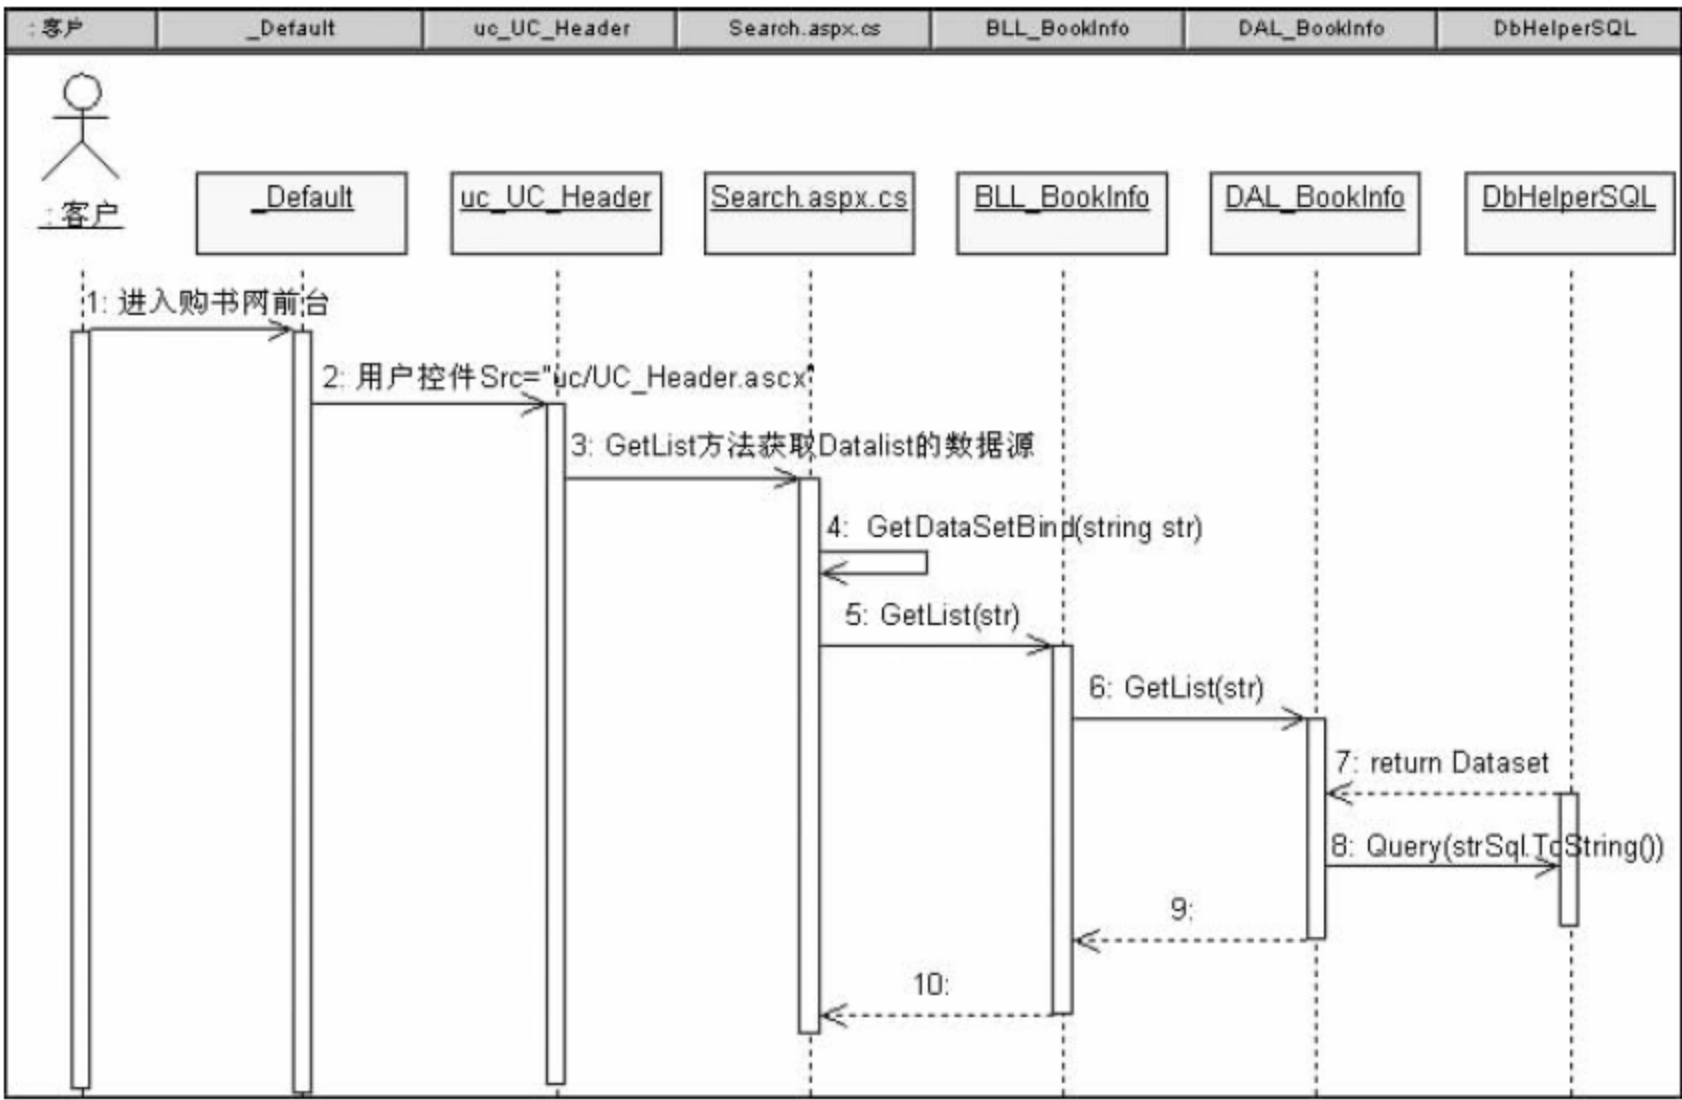 : 客户
_Default
uc_UC_Header
Search.aspx.cs
BLL_BookInfo
DAL_BookInfo
DbHelperSQL
: 客户
_Default
uc_UC_Header
Search.aspx.cs
BLL_BookInfo
DAL_BookInfo
DbHelperSQL
1: 进入购书网前台
2: 用户控件Src="uc/UC_Header.ascx"
3: GetList方法获取Datalist的数据源
4: GetDataSetBind(string str)
5: GetList(str)
6: GetList(str)
7: return Dataset
8: Query(strSql.ToString())
9:
10: